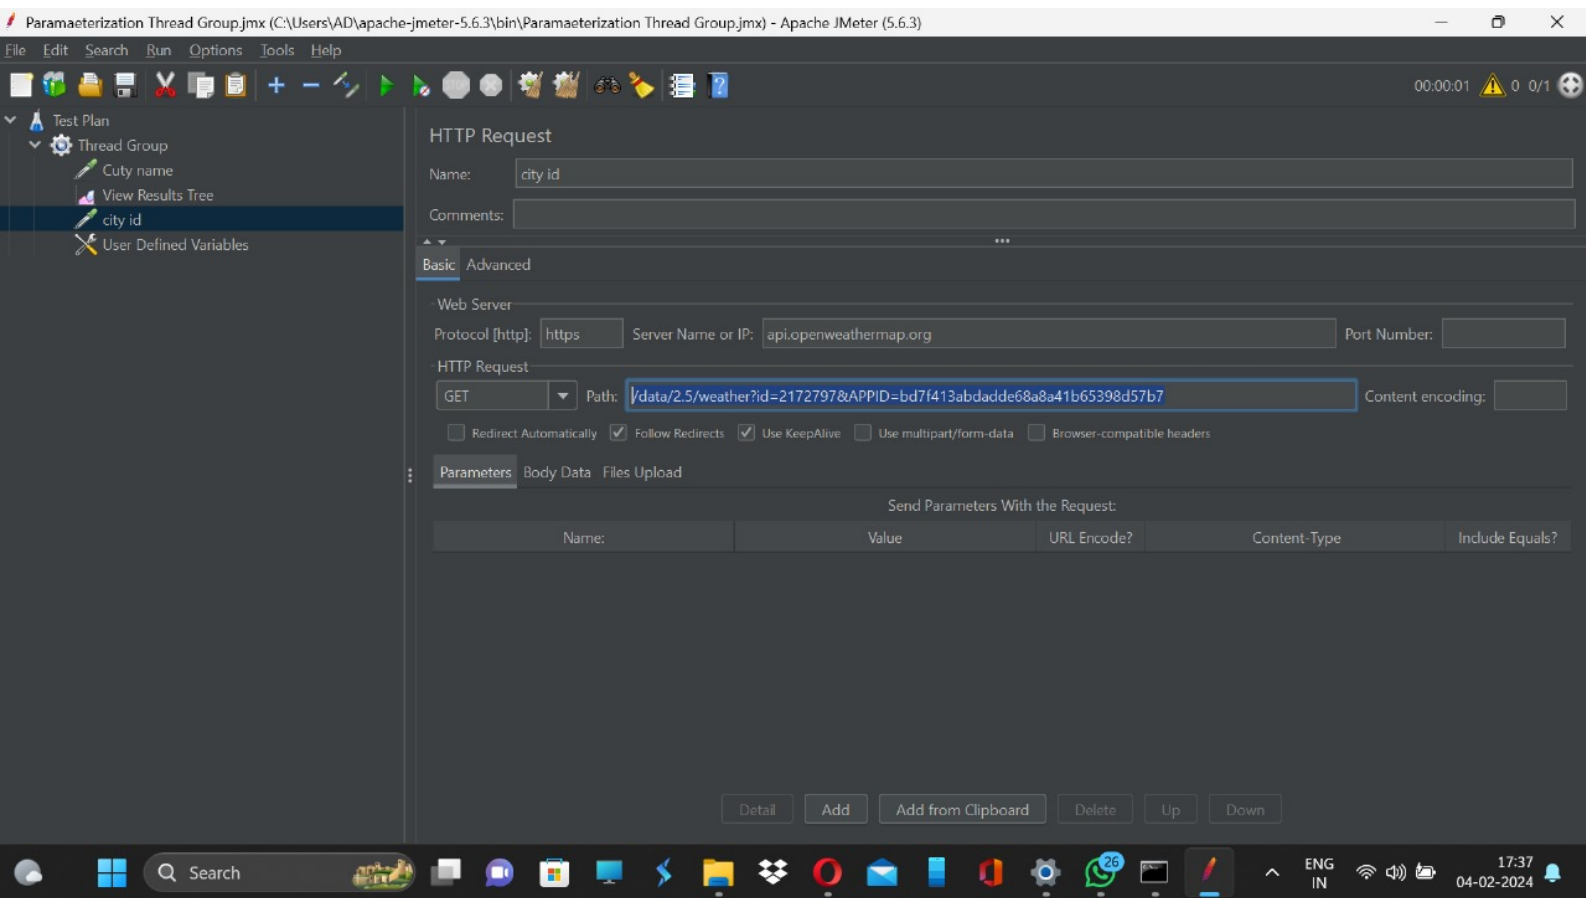 Paramaeterization Thread Group.jmx (C:\Users\AD\apache-jmeter-5.6.3\bin\Paramaeterization Thread Group.jmx) - Apache JMeter (5.6.3)
File Edit Search Run Options Tools Help
STOP 00:00:01 0 0/1
Test Plan
Thread Group
Cuty name
View Results Tree
city id
User Defined Variables
HTTP Request
Name: city id
Comments:
Basic Advanced
Web Server
Protocol [http]: https Server Name or IP: api.openweathermap.org Port Number:
HTTP Request
GET Path: /data/2.5/weather?id=2172797&APPID=bd7f413abdadde68a8a41b65398d57b7 Content encoding:
Redirect Automatically Follow Redirects Use KeepAlive Use multipart/form-data Browser-compatible headers
Parameters Body Data Files Upload
Send Parameters With the Request:
Name: Value URL Encode? Content-Type Include Equals?
Detail Add Add from Clipboard Delete Up Down
Search 26 ENG 17:37
IN 04-02-2024